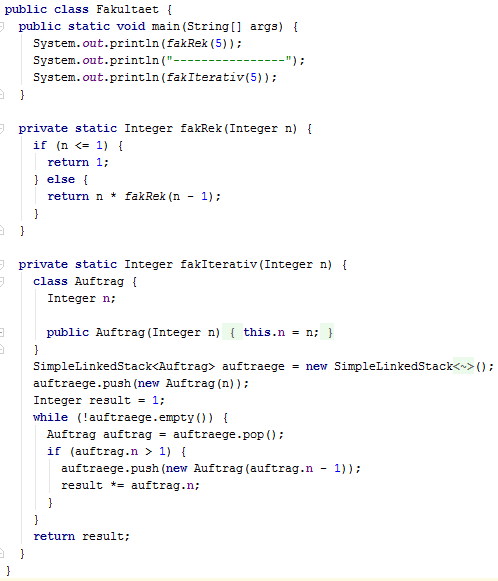 public class Fakultaet {
public static void main(String[] args) {
System.out.println(fakRek(5));
System.out.println("----------------");
System.out.println(fakIterativ(5));
}
private static Integer fakRek(Integer n) {
if (n <= 1) {
return 1;
} else {
return n * fakRek(n - 1);
}
}
private static Integer fakIterativ(Integer n) {
class Auftrag {
Integer n;
public Auftrag(Integer n) { this.n = n; }
}
SimpleLinkedStack<Auftrag> auftraege = new SimpleLinkedStack<~>();
auftraege.push(new Auftrag(n));
Integer result = 1;
while (!auftraege.empty()) {
Auftrag auftrag = auftraege.pop();
if (auftrag.n > 1) {
auftraege.push(new Auftrag(auftrag.n - 1));
result *= auftrag.n;
}
}
return result;
}
}